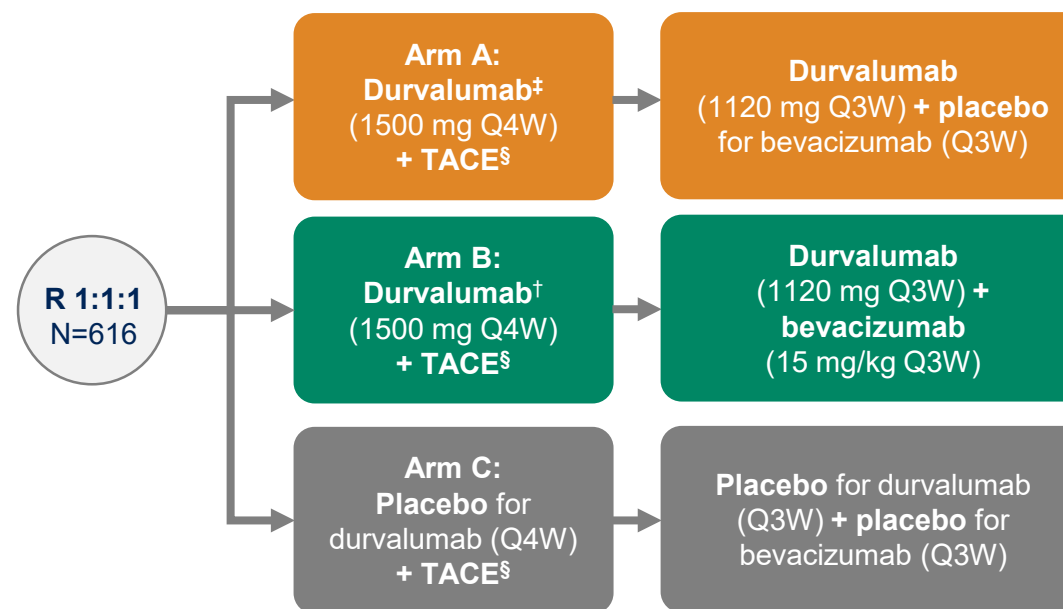 Arm A:
Durvalumab‡
(1500 mg Q4W)
+ TACE§
Durvalumab
(1120 mg Q3W) + placebo
for bevacizumab (Q3W)
R 1:1:1
N=616
Arm B:
Durvalumab†
(1500 mg Q4W)
+ TACE§
Durvalumab
(1120 mg Q3W) +
bevacizumab
(15 mg/kg Q3W)
Arm C:
Placebo for
durvalumab (Q4W)
+ TACE§
Placebo for durvalumab
(Q3W) + placebo for
bevacizumab (Q3W)